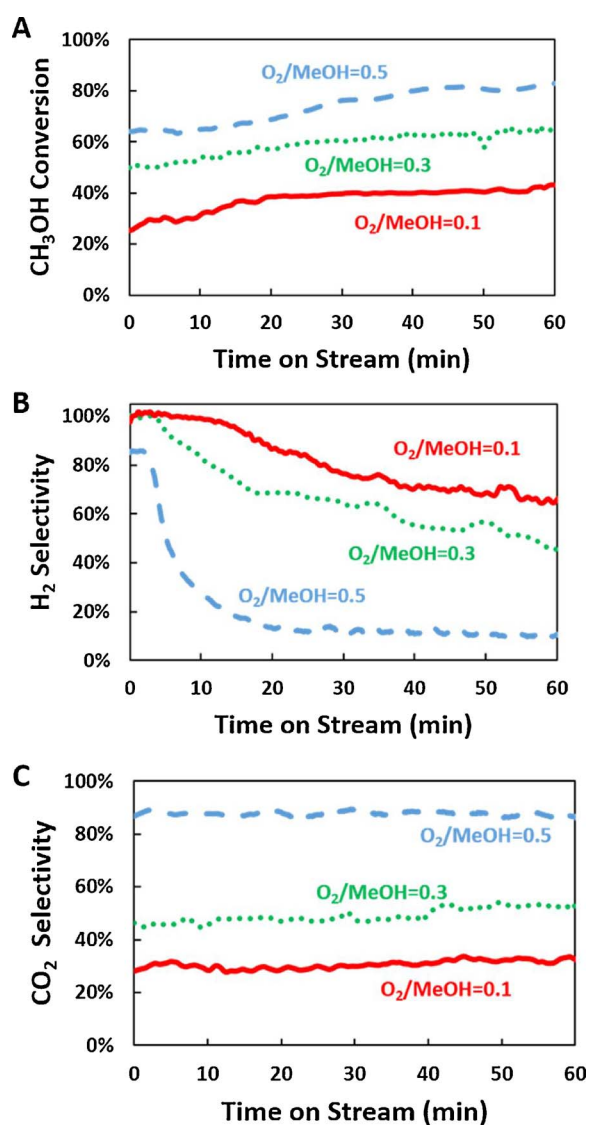 A
CH₃OH Conversion
100%
80%
60%
40%
20%
0%
O₂/MeOH=0.5
O₂/MeOH=0.3
O₂/MeOH=0.1
0 10 20 30 40 50 60
Time on Stream (min)
B
H₂ Selectivity
100%
80%
60%
40%
20%
0%
O₂/MeOH=0.1
O₂/MeOH=0.3
O₂/MeOH=0.5
0 10 20 30 40 50 60
Time on Stream (min)
C
CO₂ Selectivity
100%
80%
60%
40%
20%
0%
O₂/MeOH=0.5
O₂/MeOH=0.3
O₂/MeOH=0.1
0 10 20 30 40 50 60
Time on Stream (min)